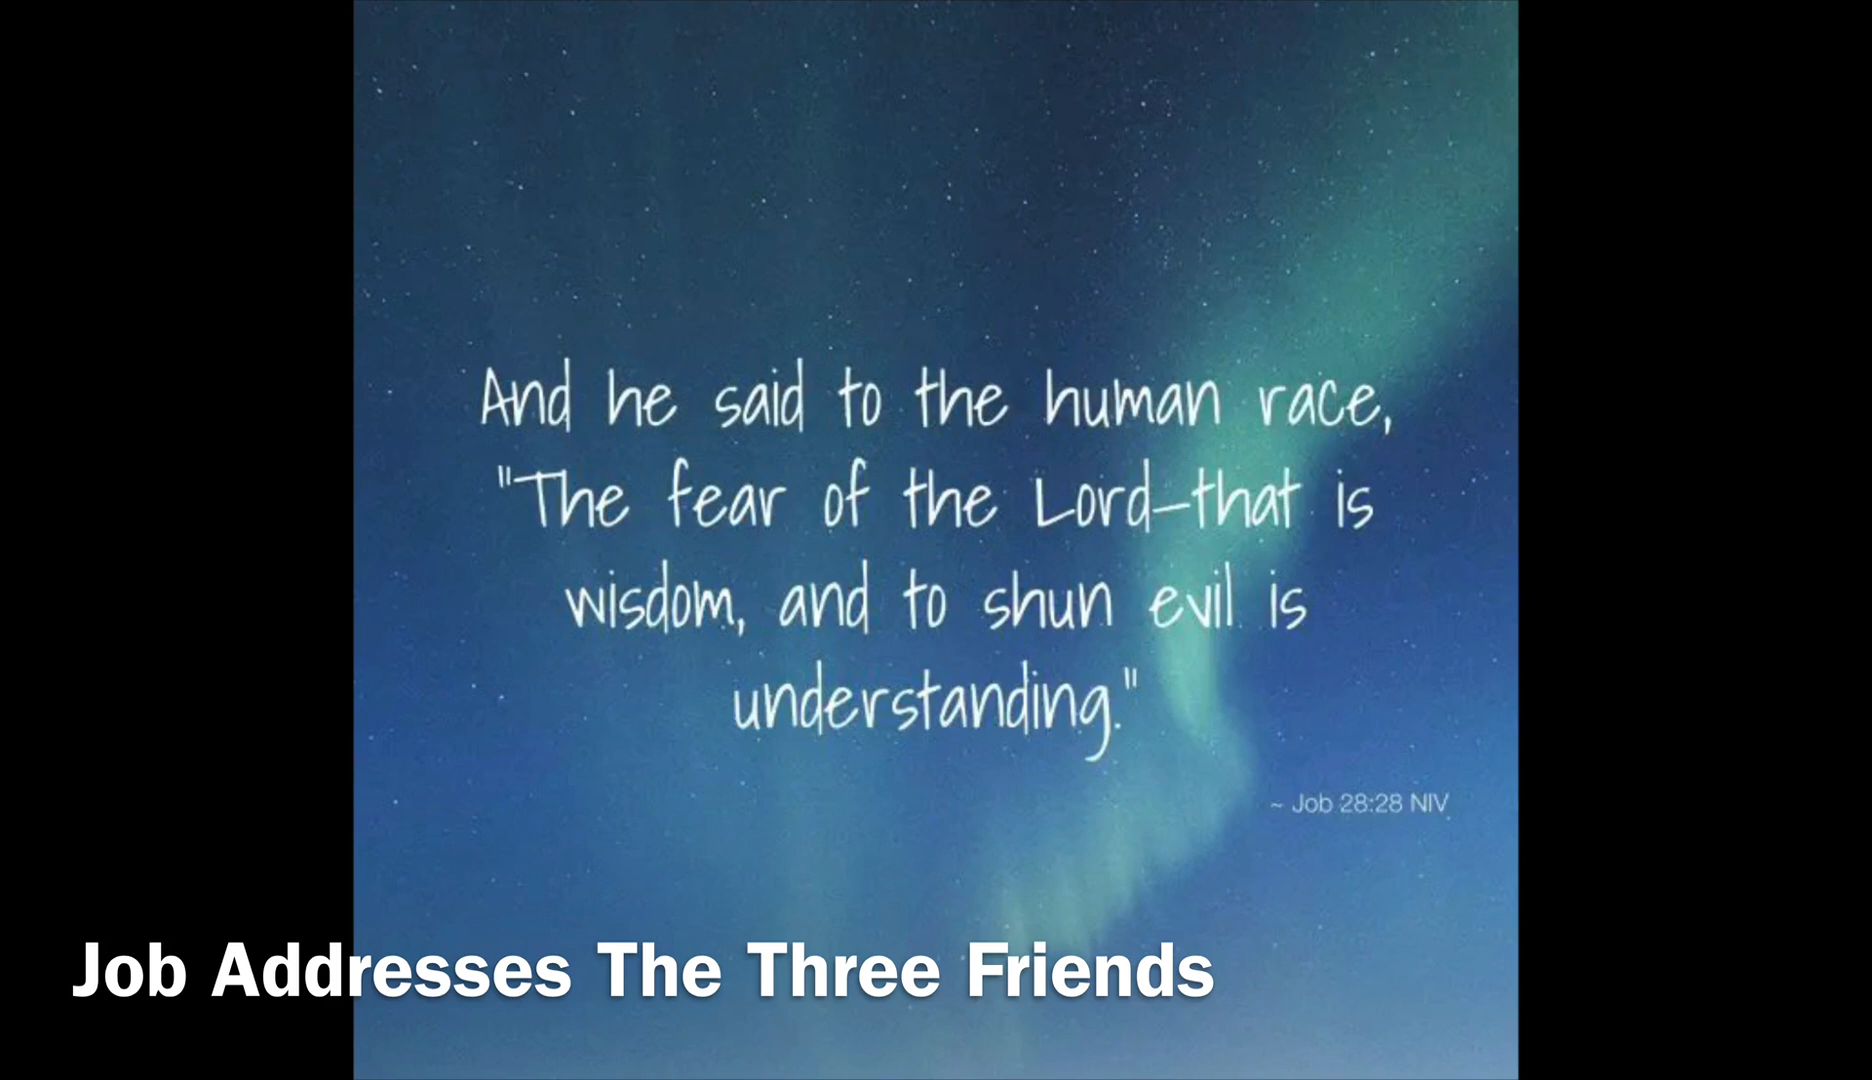 And he said to the human race,
"The fear of the Lord–that is
wisdom, and to shun evil is
understanding."
~ Job 28:28 NIV
Job Addresses The Three Friends